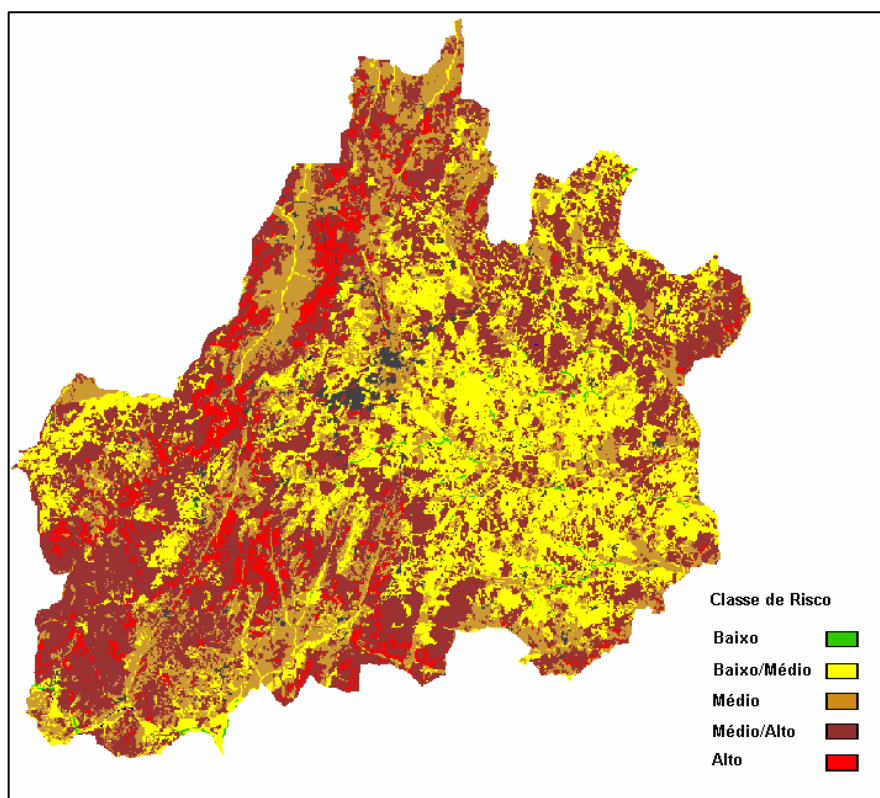 Classe de Risco
Baixo
Baixo/Médio
Médio
Médio/Alto
Alto